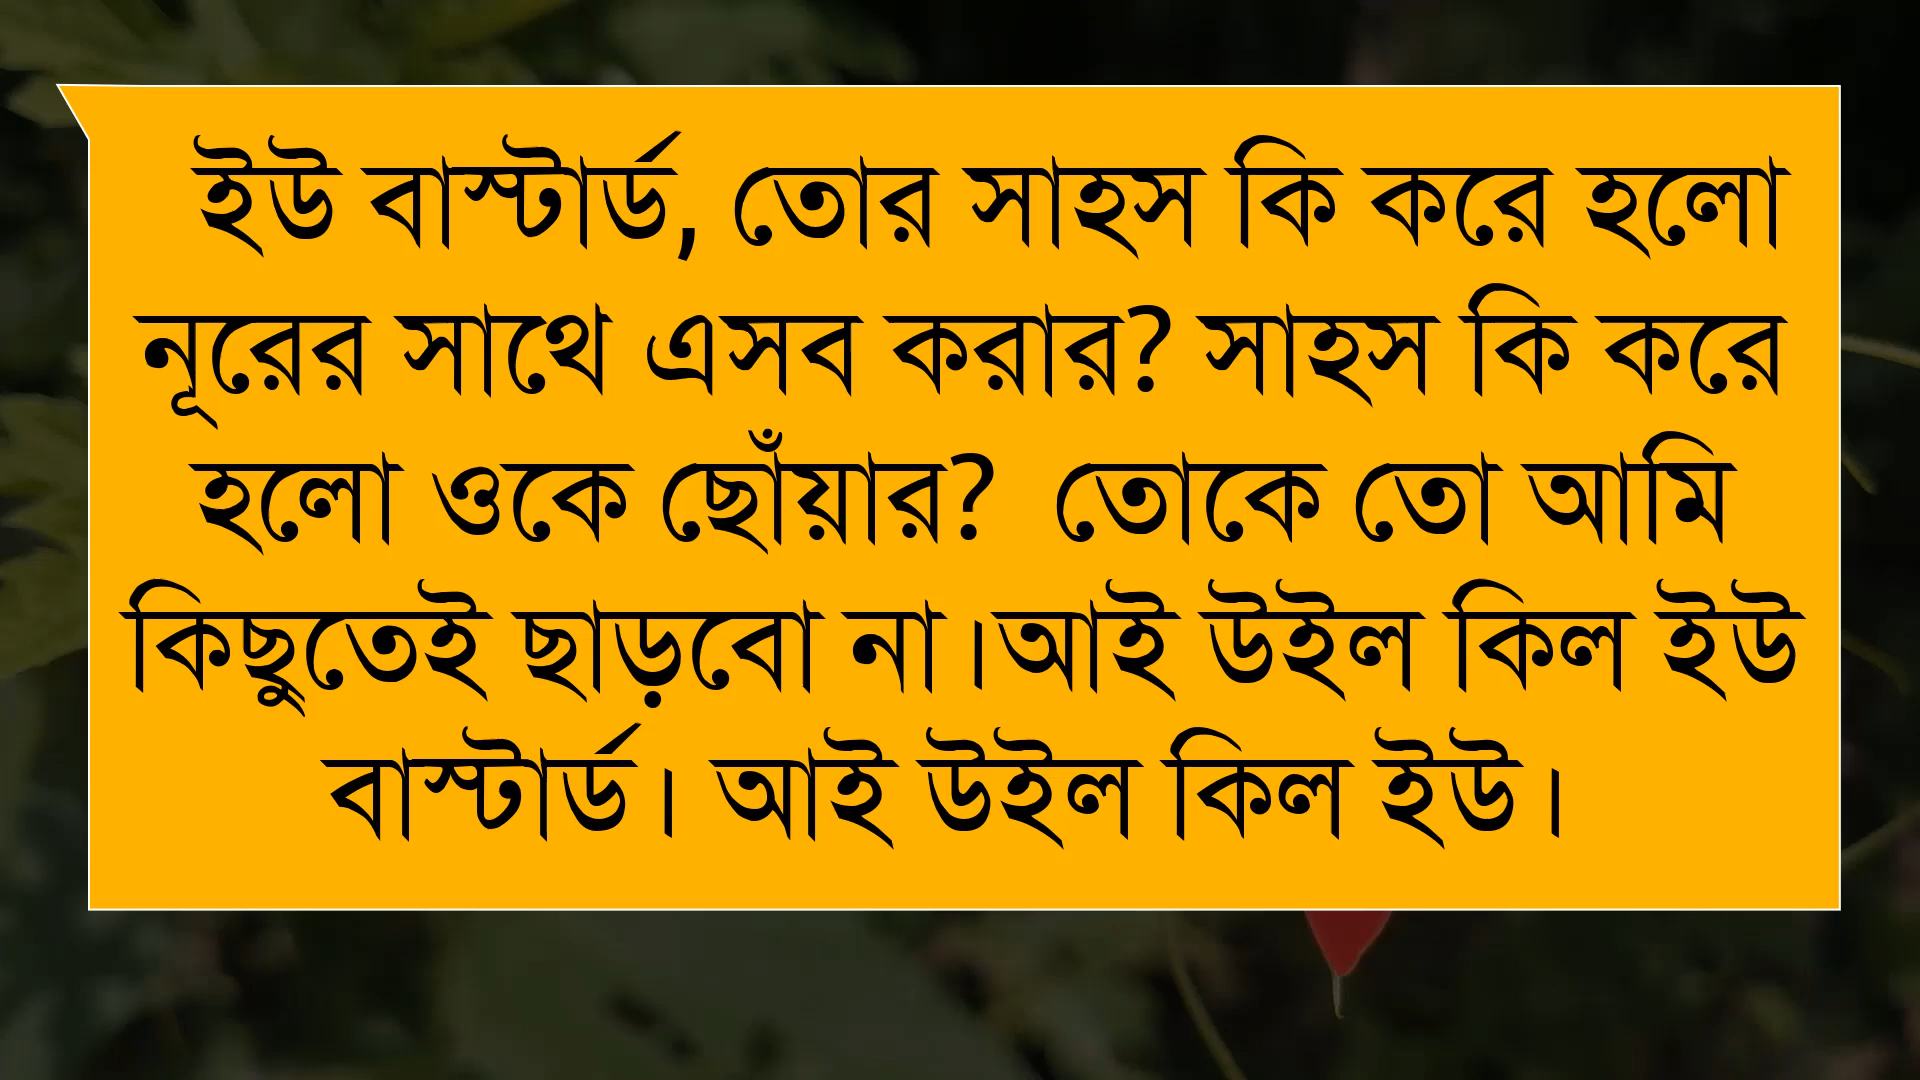 ইউ বাস্টার্ড, তোর সাহস কি করে হলো
নূরের সাথে এসব করার? সাহস কি করে
হলো ওকে ছোঁয়ার? তোকে তো আমি
কিছুতেই ছাড়বো না।আই উইল কিল ইউ
বাস্টার্ড। আই উইল কিল ইউ।